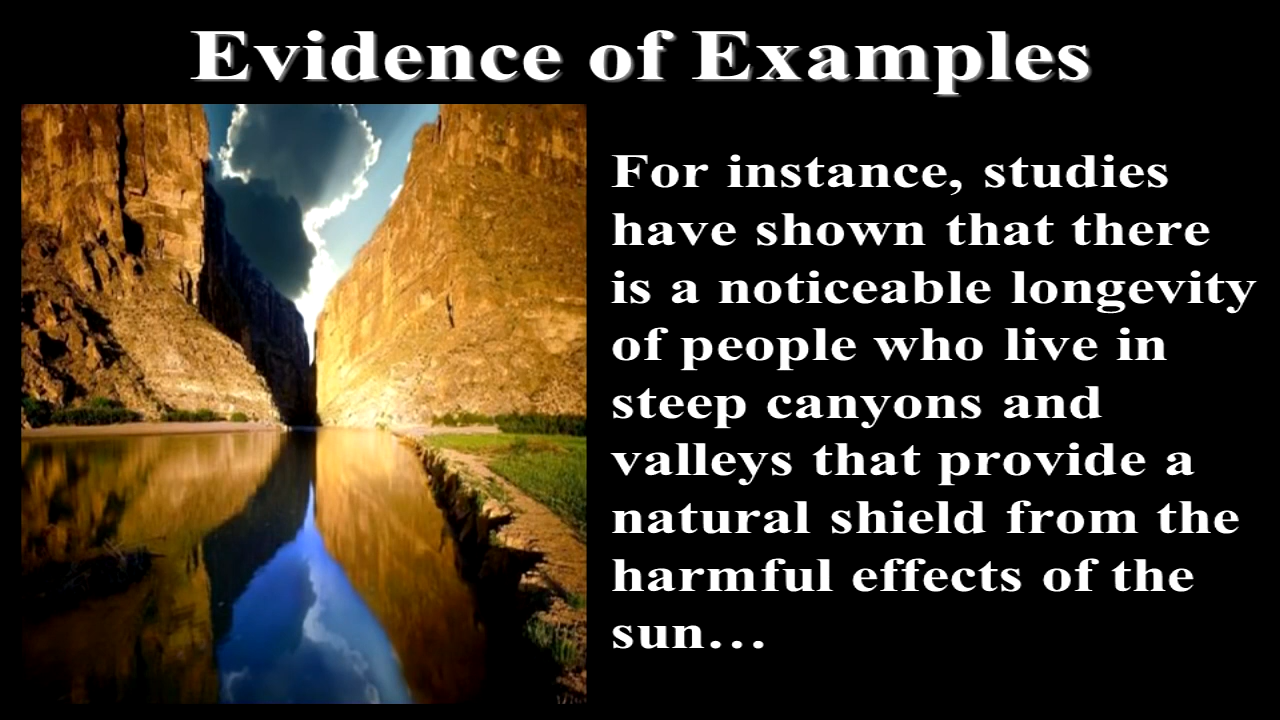 Evidence of Examples
For instance, studies
have shown that there
is a noticeable longevity
of people who live in
steep canyons and
valleys that provide a
natural shield from the
harmful effects of the
sun…